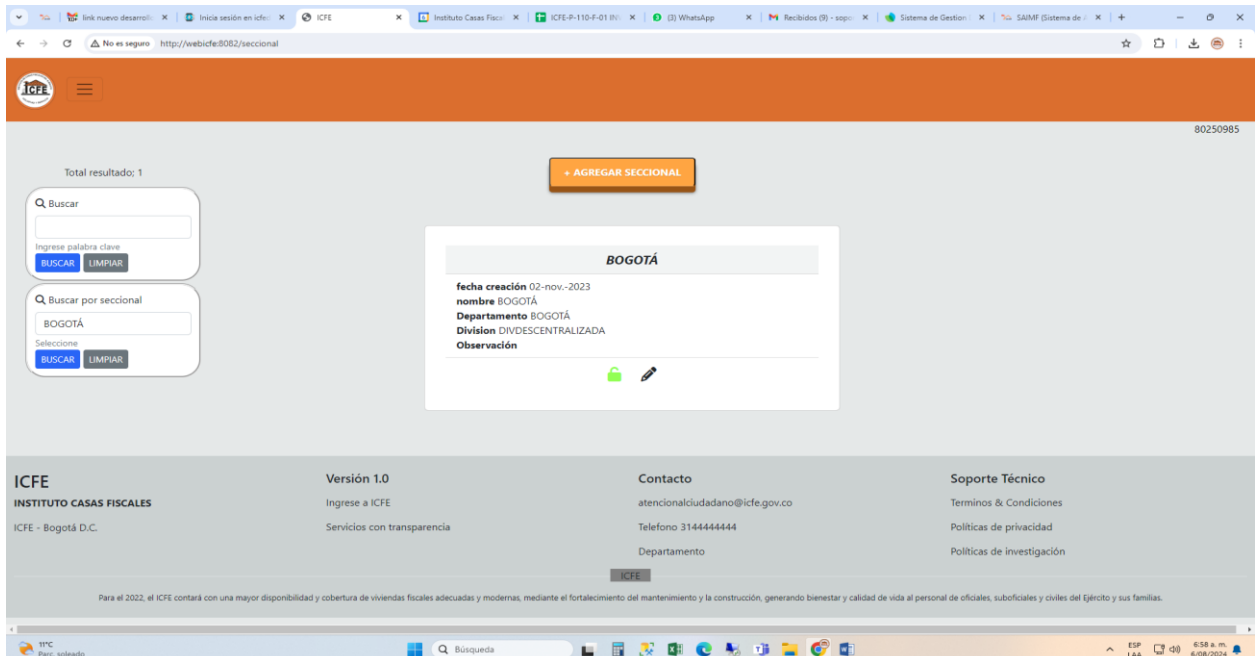 link nuevo desarroll
Inicia sesión en icfe
ICFE
Instituto Casas Fiscal
ICFE-P-110-F-01 INV
(2) WhatsApp
Recibidos (9) - sopo
Sistema de Gestion
SAIMF (Sistema de
No es seguro http://webicfe:8082/seccional
ICFE
80250985
Total resultado; 1
+ AGREGAR SECCIONAL
Buscar
Ingrese palabra clave
BUSCAR LIMPIAR
Buscar por seccional
BOGOTÁ
Seleccione
BUSCAR LIMPIAR
BOGOTÁ
fecha creación 02-nov.-2023
nombre BOGOTÁ
Departamento BOGOTÁ
Division DIVDESCENTRALIZADA
Observación
ICFE
INSTITUTO CASAS FISCALES
ICFE - Bogotá D.C.
Versión 1.0
Ingrese a ICFE
Servicios con transparencia
Contacto
atencionalciudadano@icfe.gov.co
Telefono 3144444444
Departamento
Soporte Técnico
Terminos & Condiciones
Políticas de privacidad
Políticas de investigación
ICFE
Para el 2022, el ICFE contará con una mayor disponibilidad y cobertura de viviendas fiscales adecuadas y modernas, mediante el fortalecimiento del mantenimiento y la construcción, generando bienestar y calidad de vida al personal de oficiales, suboficiales y civiles del Ejército y sus familias.
11°C
Parc. soleado
Búsqueda
ESP
LAA
6:58 a. m.
6/08/2024